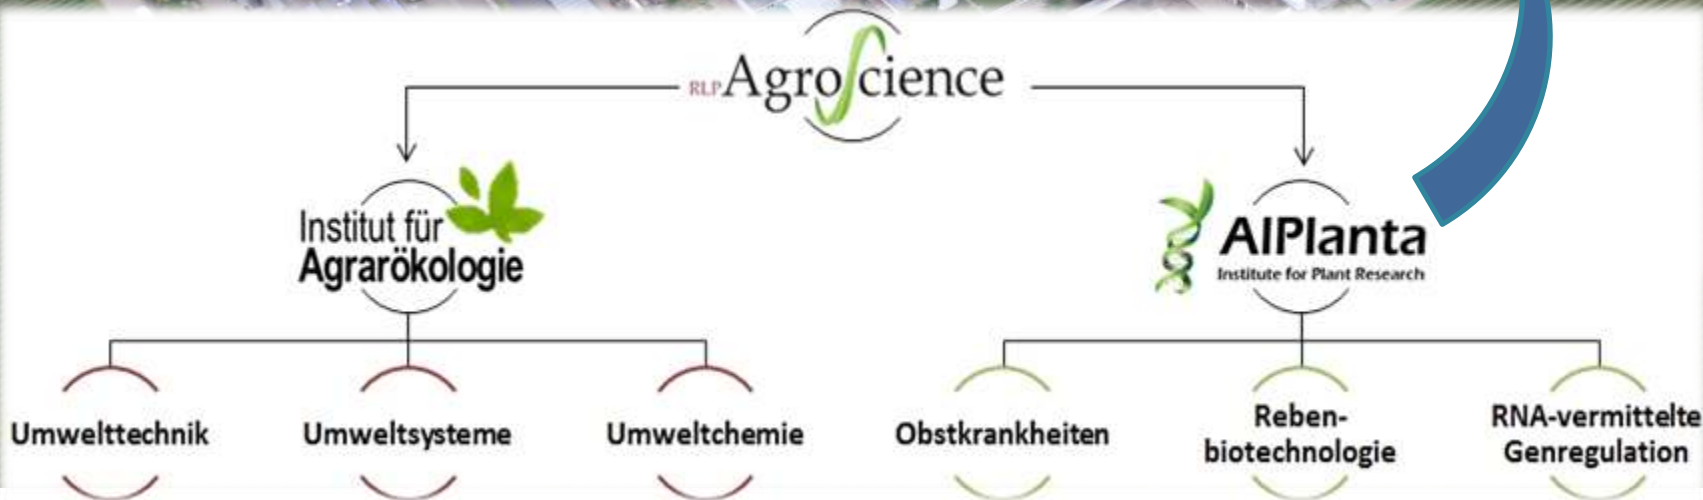 RLP AgroScience
Institut für
Agrarökologie
AlPlanta
Institute for Plant Research
Umwelttechnik
Umweltsysteme
Umweltchemie
Obstkrankheiten
Reben-
biotechnologie
RNA-vermittelte
Genregulation